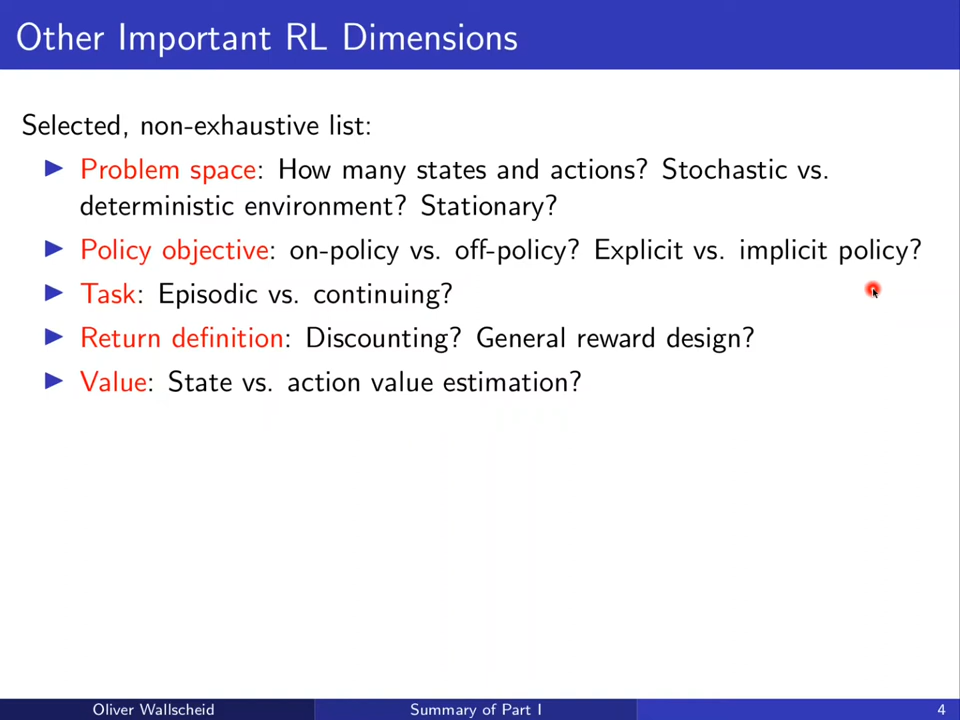 Other Important RL Dimensions
Selected, non-exhaustive list:
▶ Problem space: How many states and actions? Stochastic vs.
deterministic environment? Stationary?
▶ Policy objective: on-policy vs. off-policy? Explicit vs. implicit policy?
▶ Task: Episodic vs. continuing?
▶ Return definition: Discounting? General reward design?
▶ Value: State vs. action value estimation?
Oliver Wallscheid Summary of Part I 4